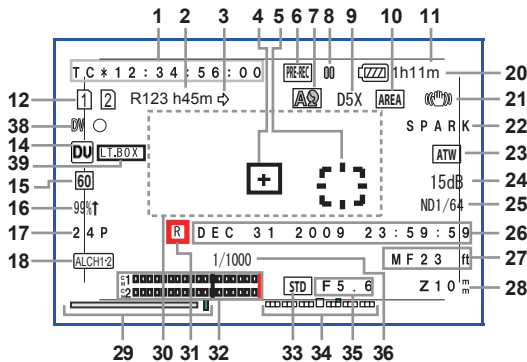 1 2 3 4 5 6 7 8 9 10 11
TC*12:34:56:00 PRE-REC 00 1h11m 20
R123 h45m
12 1 2 A D5X AREA 21
38 DV SPARK 22
14 DU LT.BOX ATW 23
39
15 60 + 15dB 24
16 99% ND1/64 25
17 24P R DEC 31 2009 23:59:59 26
1/1000 MF23 ft 27
18 ALCH1·2
CH1 STD F5.6 Z10 mm 28
CH2
29 30 31 32 33 34 35 36